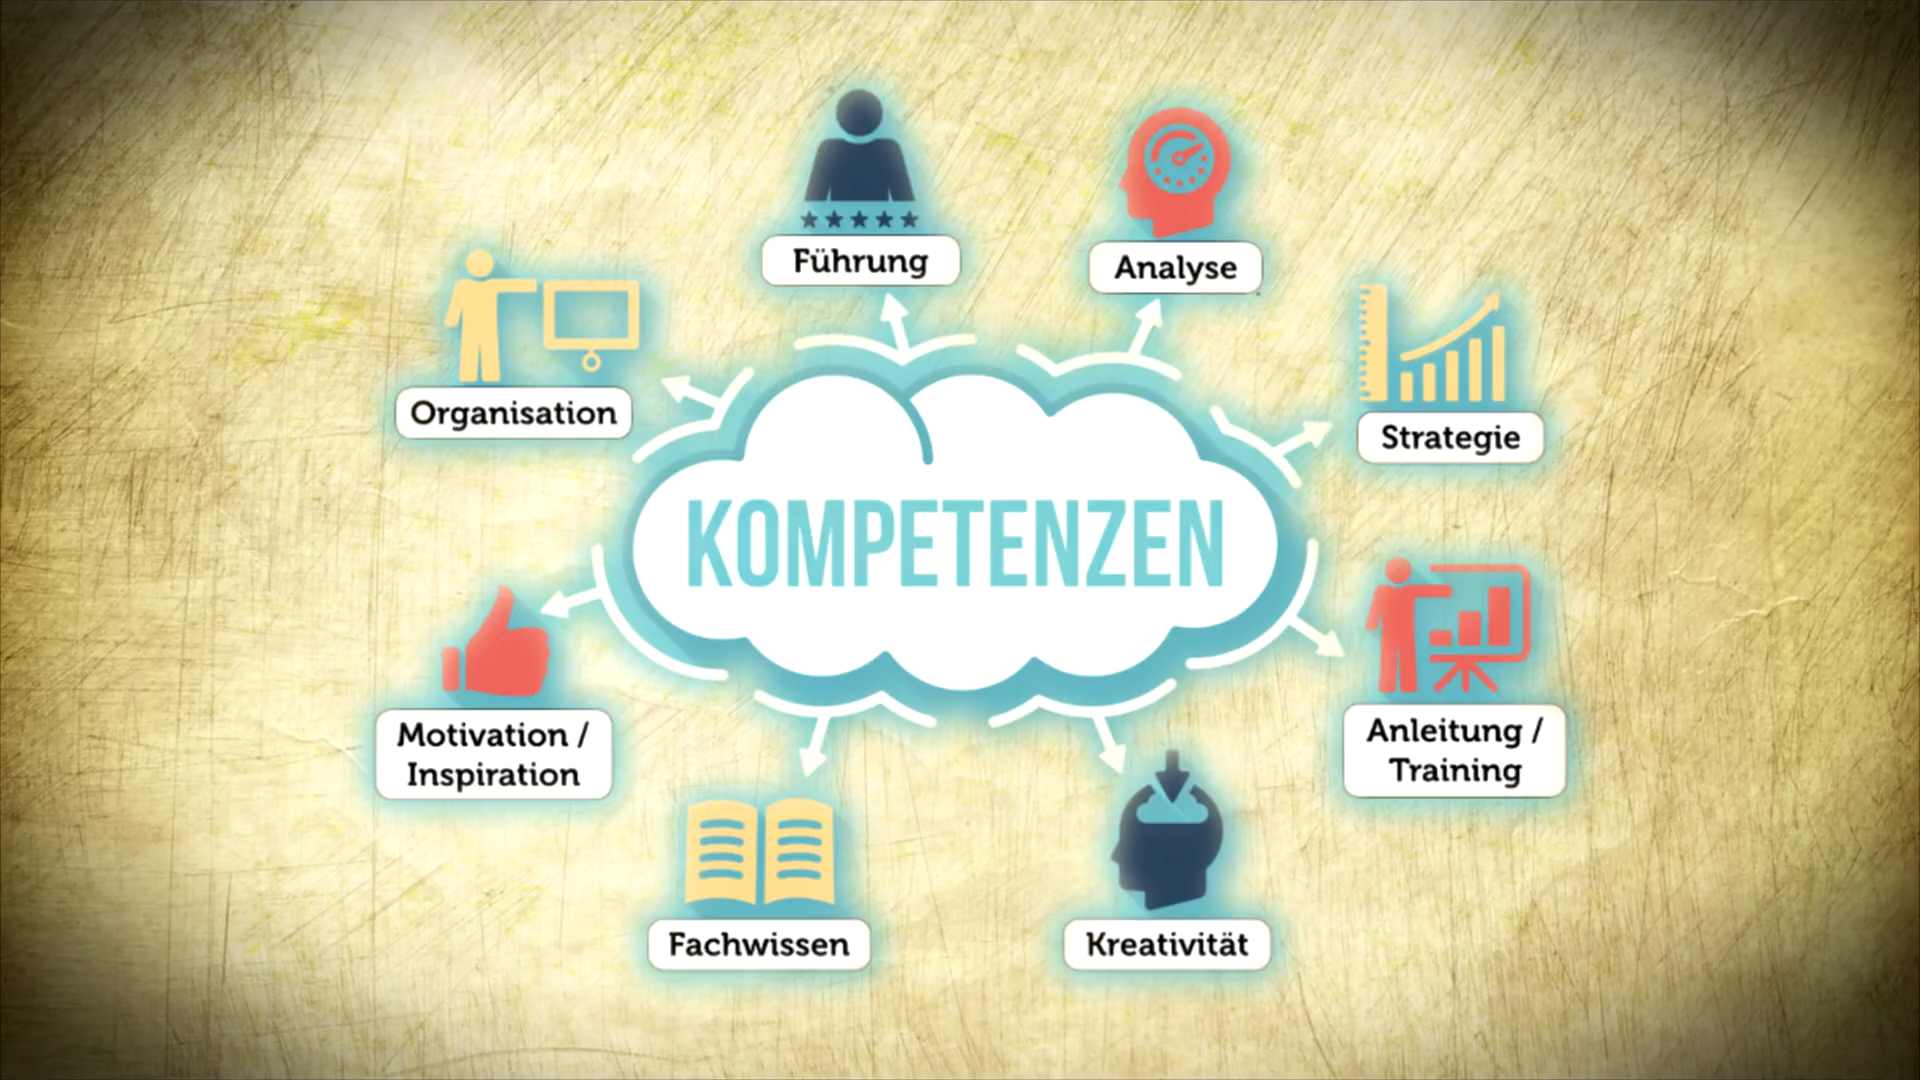 Führung
Analyse
Organisation
Strategie
KOMPETENZEN
Motivation /
Inspiration
Anleitung /
Training
Fachwissen
Kreativität